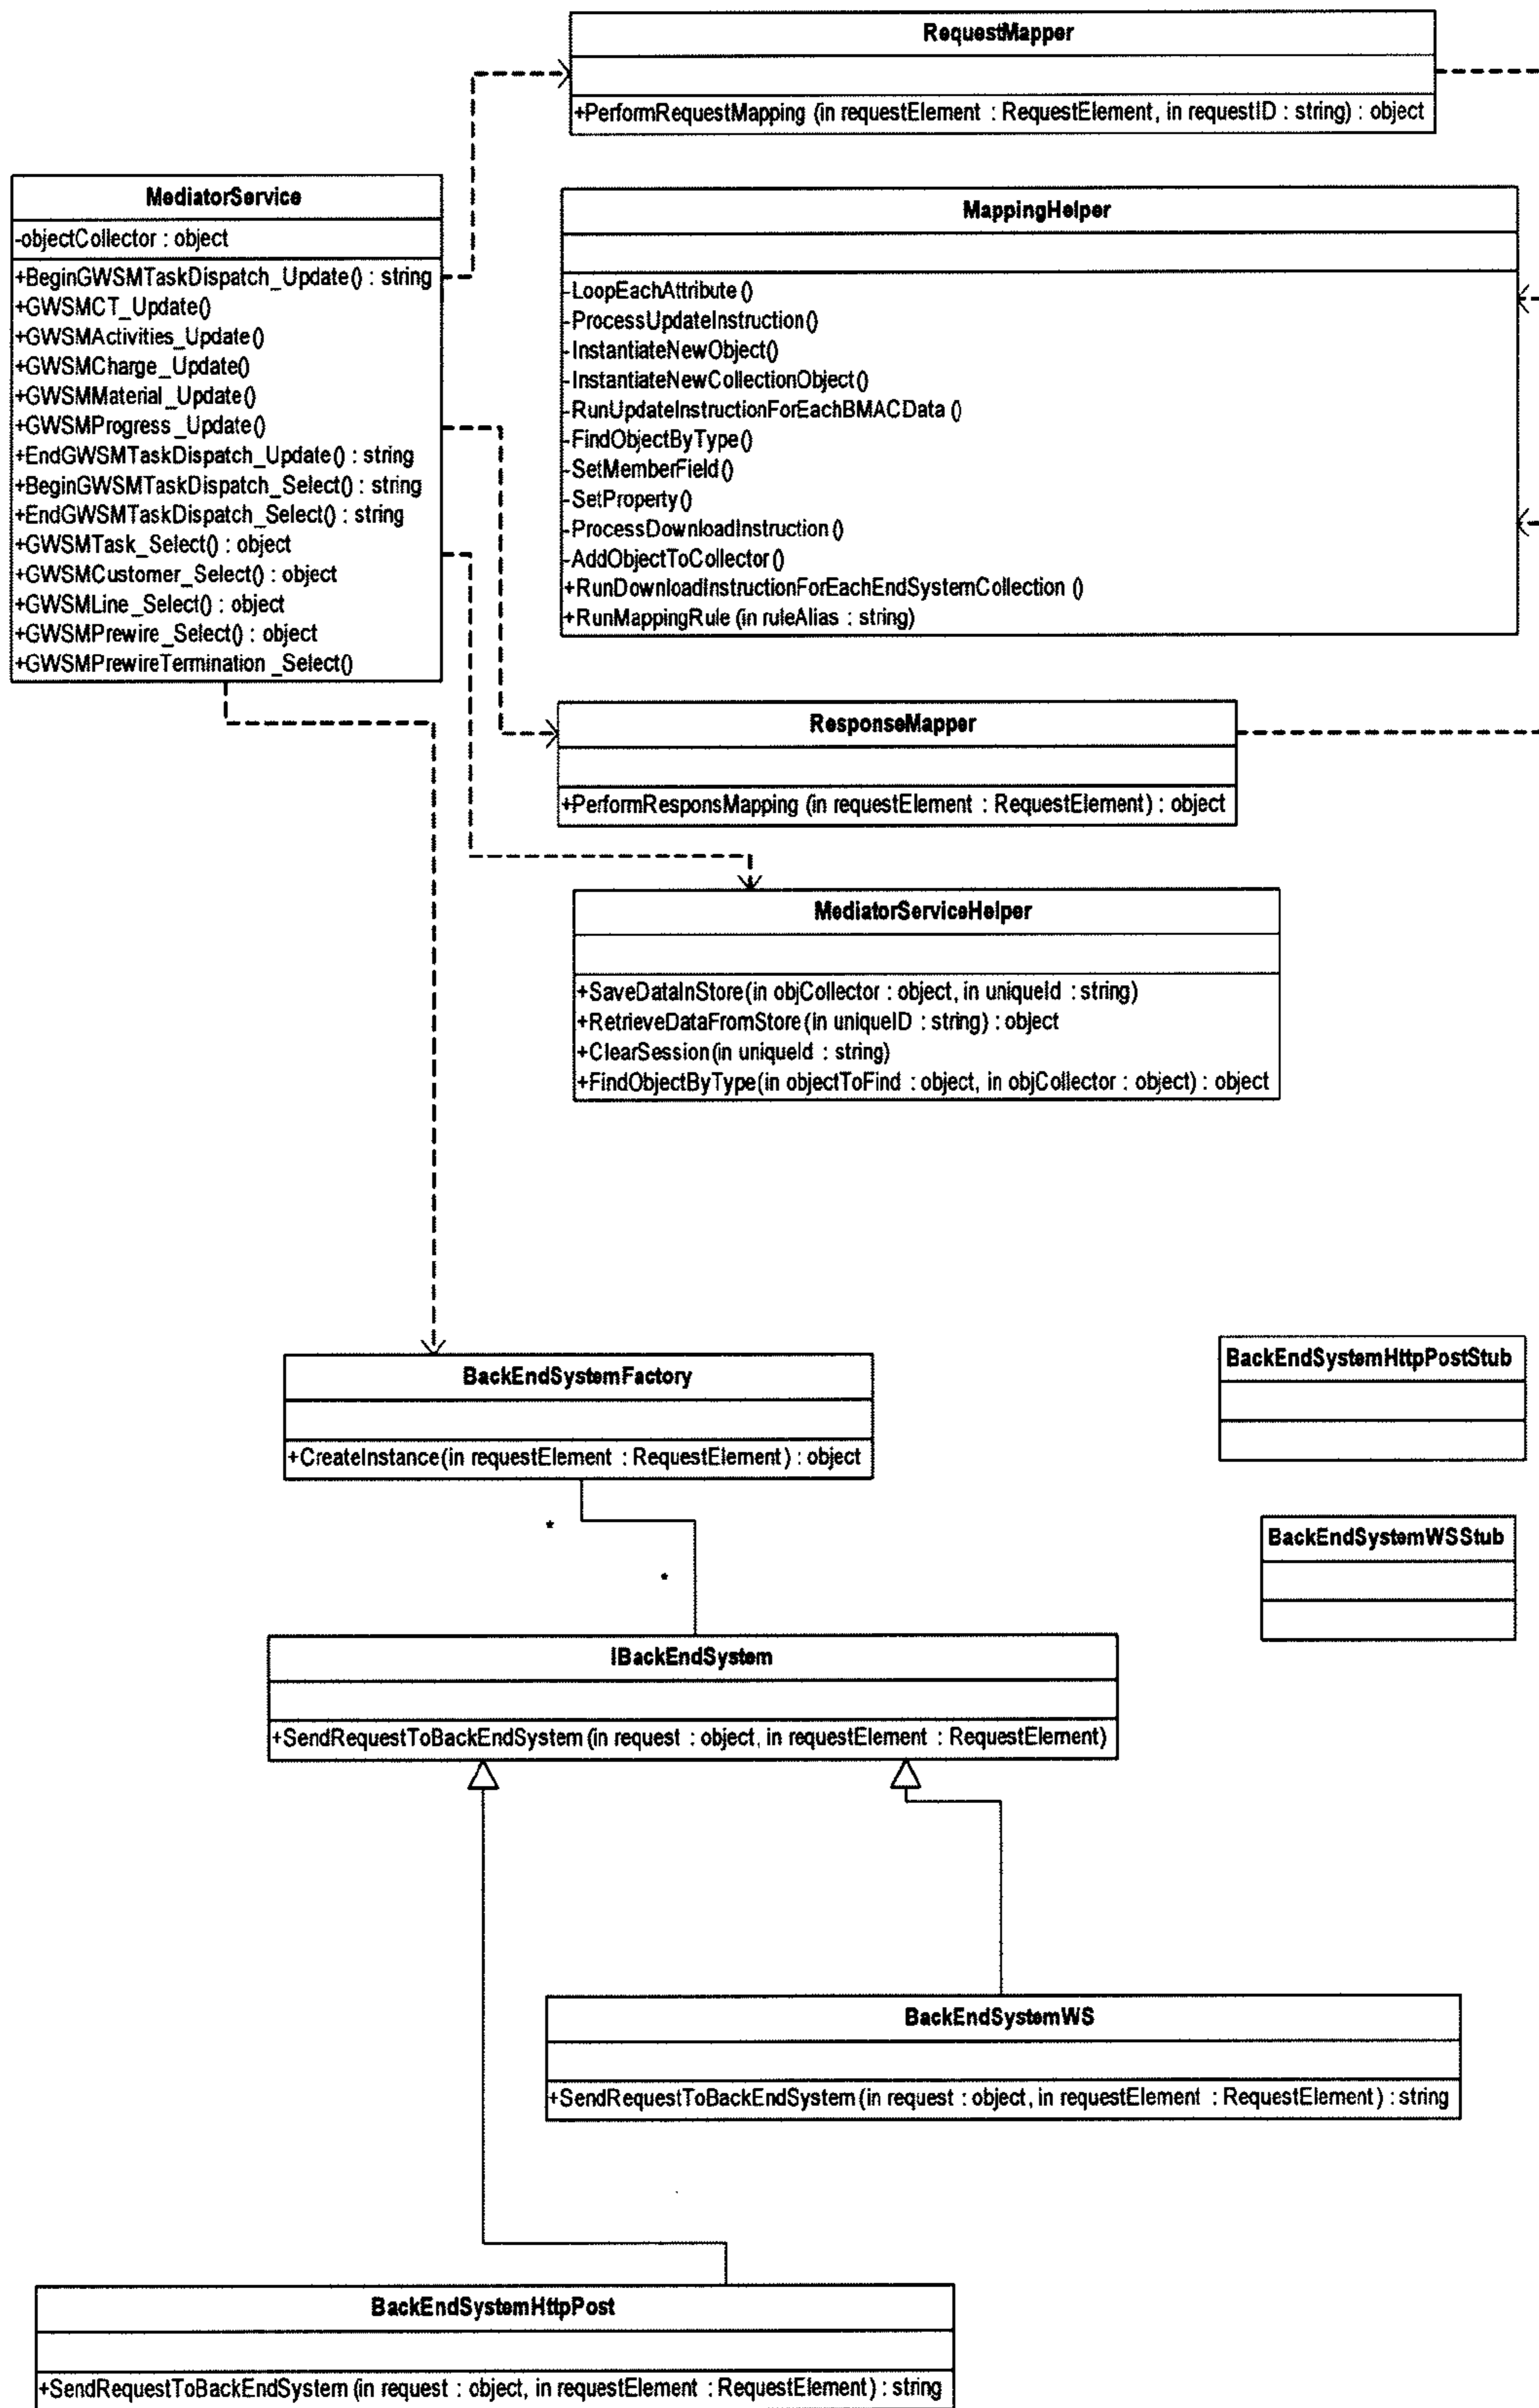 RequestMapper
+PerformRequestMapping (in requestElement : RequestElement, in requestID : string) : object
MediatorService
-objectCollector : object
+BeginGWSMTaskDispatch_Update() : string
+GWSMCT_Update()
+GWSMActivities_Update()
+GWSMCharge_Update()
+GWSMMaterial_Update()
+GWSMProgress_Update()
+EndGWSMTaskDispatch_Update() : string
+BeginGWSMTaskDispatch_Select() : string
+EndGWSMTaskDispatch_Select() : string
+GWSMTask_Select() : object
+GWSMCustomer_Select() : object
+GWSMLine_Select() : object
+GWSMPrewire_Select() : object
+GWSMPrewireTermination_Select()
MappingHelper
-LoopEachAttribute()
-ProcessUpdateInstruction()
-InstantiateNewObject()
-InstantiateNewCollectionObject()
-RunUpdateInstructionForEachBMACData()
-FindObjectByType()
-SetMemberField()
-SetProperty()
-ProcessDownloadInstruction()
-AddObjectToCollector()
+RunDownloadInstructionForEachEndSystemCollection()
+RunMappingRule(in ruleAlias : string)
ResponseMapper
+PerformResponsMapping (in requestElement : RequestElement) : object
MediatorServiceHelper
+SaveDataInStore(in objCollector : object, in uniqueId : string)
+RetrieveDataFromStore(in uniqueID : string) : object
+ClearSession(in uniqueId : string)
+FindObjectByType(in objectToFind : object, in objCollector : object) : object
BackEndSystemFactory
+CreateInstance(in requestElement : RequestElement) : object
BackEndSystemHttpPostStub
BackEndSystemWSStub
*
*
IBackEndSystem
+SendRequestToBackEndSystem(in request : object, in requestElement : RequestElement)
BackEndSystemWS
+SendRequestToBackEndSystem(in request : object, in requestElement : RequestElement) : string
BackEndSystemHttpPost
+SendRequestToBackEndSystem(in request : object, in requestElement : RequestElement) : string